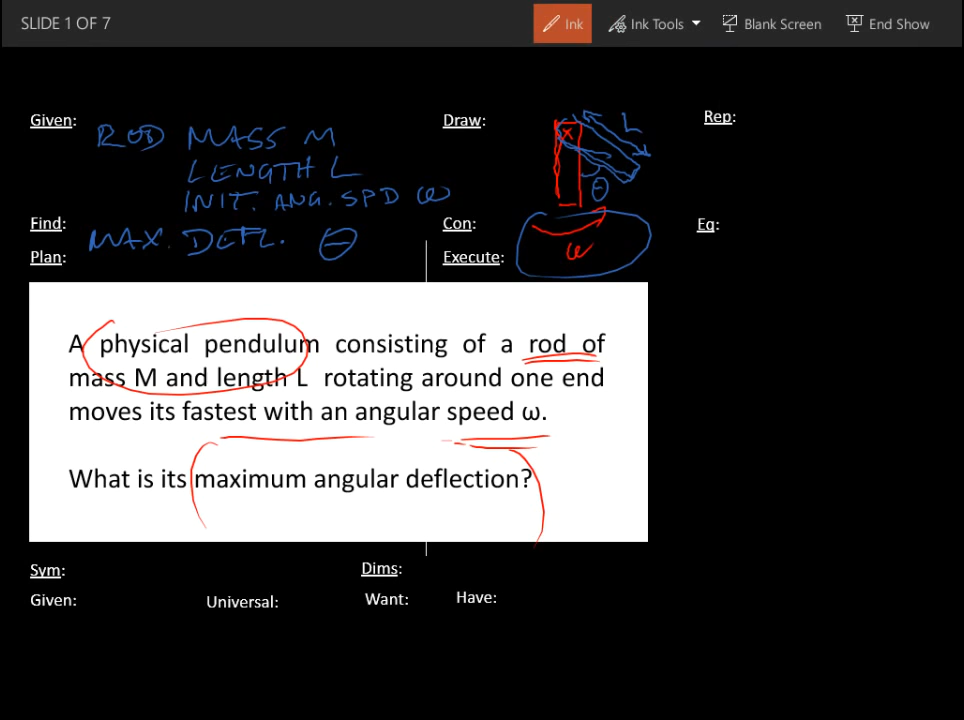 SLIDE 1 OF 7
Ink Ink Tools Blank Screen End Show
Given: ROD MASS M
LENGTH L
INIT. ANG. SPD ω
Draw: L
θ
Rep:
Find: MAX. DEFL. θ
Con:
ω
Eq:
Plan:
Execute:
A physical pendulum consisting of a rod of
mass M and length L rotating around one end
moves its fastest with an angular speed ω.
What is its maximum angular deflection?
Sym:
Dims:
Given:
Universal:
Want:
Have: